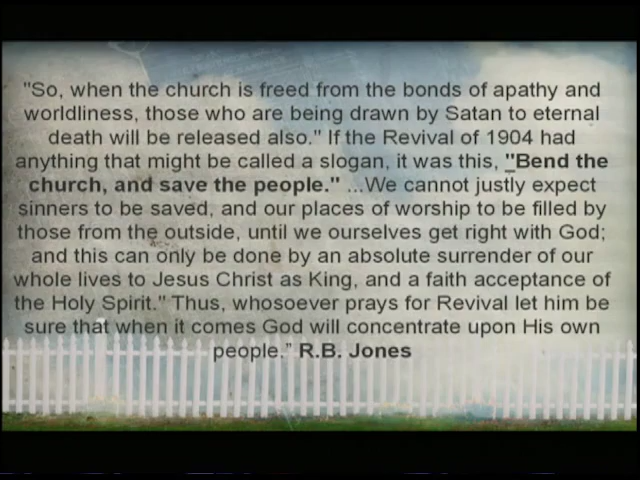 "So, when the church is freed from the bonds of apathy and
worldliness, those who are being drawn by Satan to eternal
death will be released also." If the Revival of 1904 had
anything that might be called a slogan, it was this, "Bend the
church, and save the people." ...We cannot justly expect
sinners to be saved, and our places of worship to be filled by
those from the outside, until we ourselves get right with God;
and this can only be done by an absolute surrender of our
whole lives to Jesus Christ as King, and a faith acceptance of
the Holy Spirit." Thus, whosoever prays for Revival let him be
sure that when it comes God will concentrate upon His own
people.” R.B. Jones